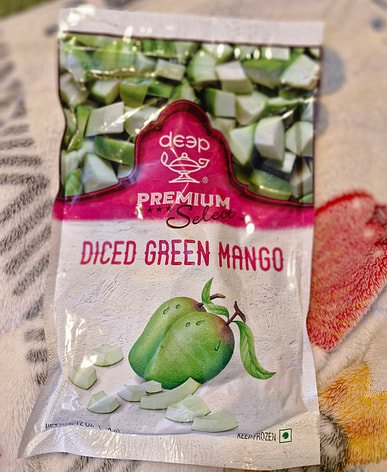 deep
®
PREMIUM
Select
DICED GREEN MANGO
KEEP FROZEN